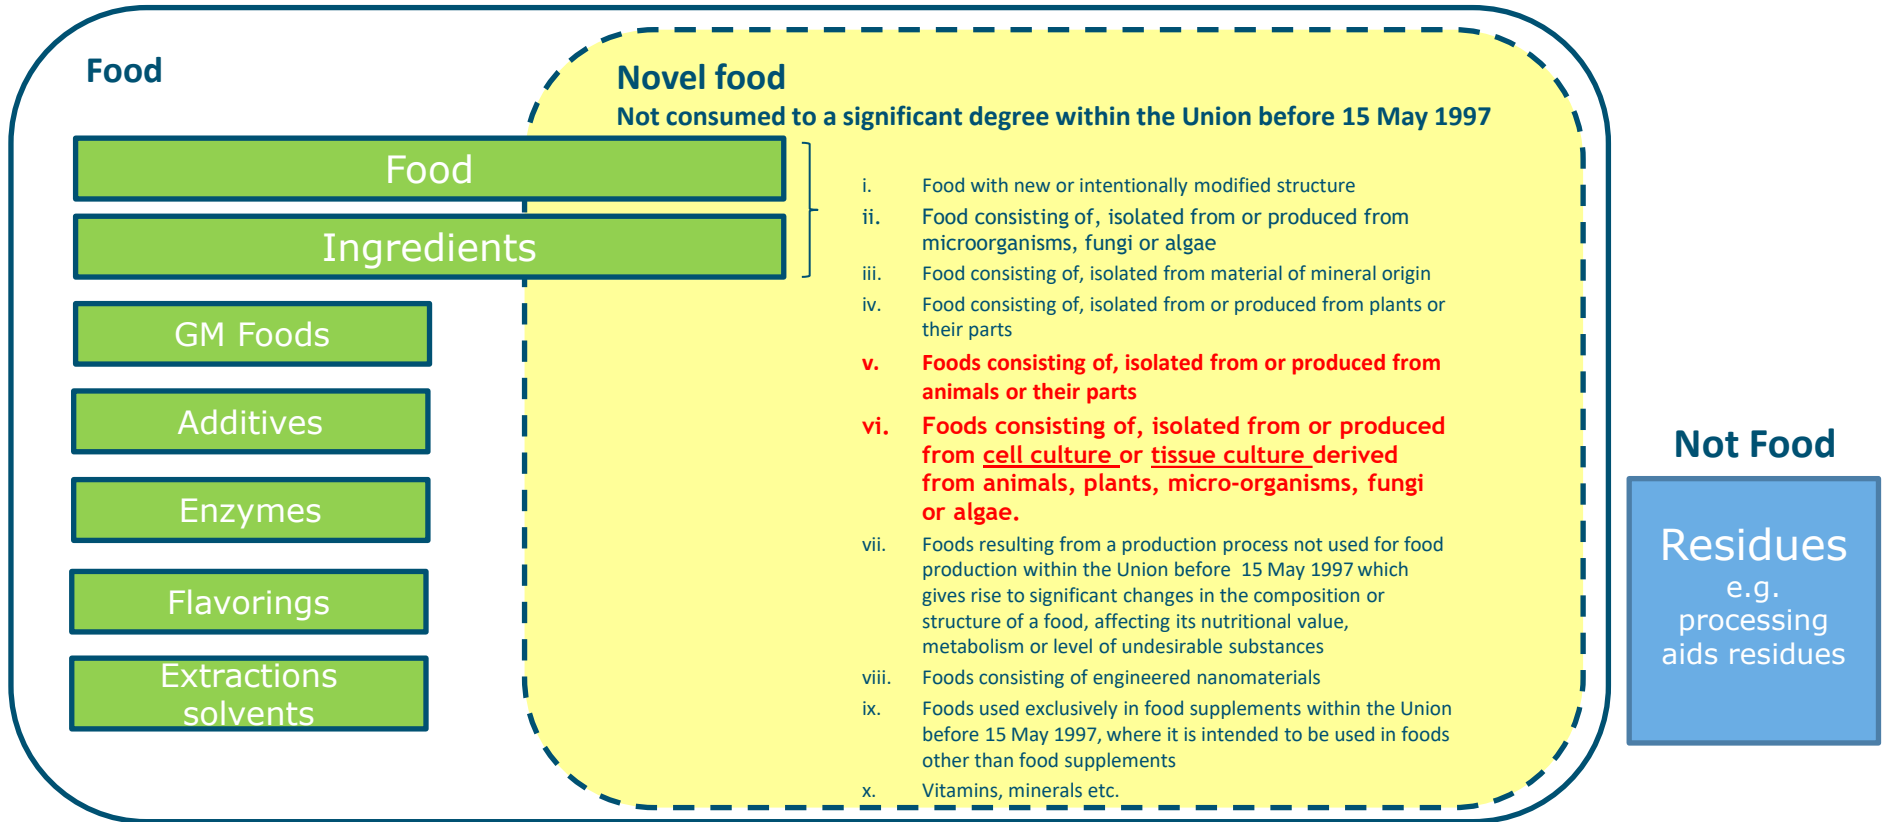 Food
Food
Ingredients
GM Foods
Additives
Enzymes
Flavorings
Extractions
solvents
Novel food
Not consumed to a significant degree within the Union before 15 May 1997
i. Food with new or intentionally modified structure
ii. Food consisting of, isolated from or produced from
microorganisms, fungi or algae
iii. Food consisting of, isolated from material of mineral origin
iv. Food consisting of, isolated from or produced from plants or
their parts
v. Foods consisting of, isolated from or produced from
animals or their parts
vi. Foods consisting of, isolated from or produced
from cell culture or tissue culture derived
from animals, plants, micro-organisms, fungi
or algae.
vii. Foods resulting from a production process not used for food
production within the Union before 15 May 1997 which
gives rise to significant changes in the composition or
structure of a food, affecting its nutritional value,
metabolism or level of undesirable substances
viii. Foods consisting of engineered nanomaterials
ix. Foods used exclusively in food supplements within the Union
before 15 May 1997, where it is intended to be used in foods
other than food supplements
x. Vitamins, minerals etc.
Not Food
Residues
e.g.
processing
aids residues